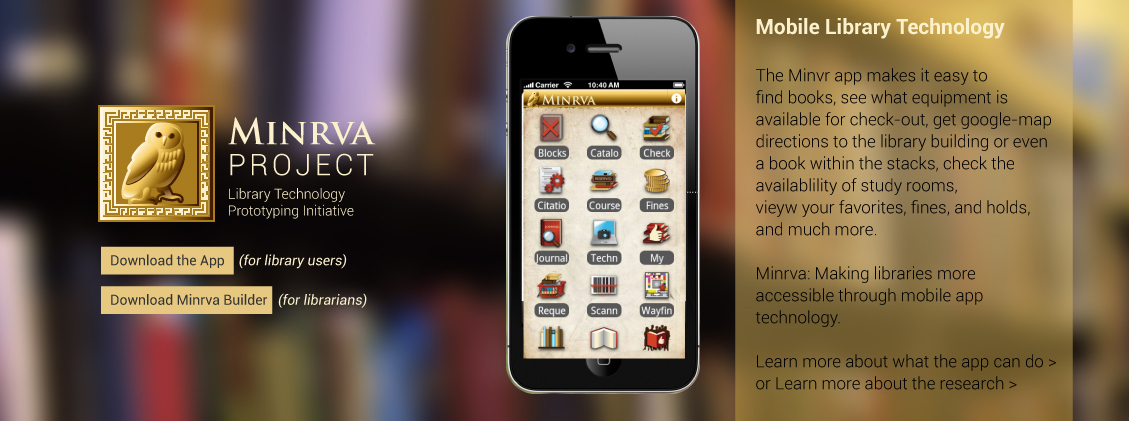 MINRVA
PROJECT
Library Technology
Prototyping Initiative
Download the App (for library users)
Download Minrva Builder (for librarians)
Carrier 10:40 AM
MINRVA
Blocks Catalo Check
Citatio Course Fines
Journal Techn My
Reque Scann Wayfin
Mobile Library Technology
The Minvr app makes it easy to
find books, see what equipment is
available for check-out, get google-map
directions to the library building or even
a book within the stacks, check the
availablility of study rooms,
vieyw your favorites, fines, and holds,
and much more.
Minrva: Making libraries more
accessible through mobile app
technology.
Learn more about what the app can do >
or Learn more about the research >